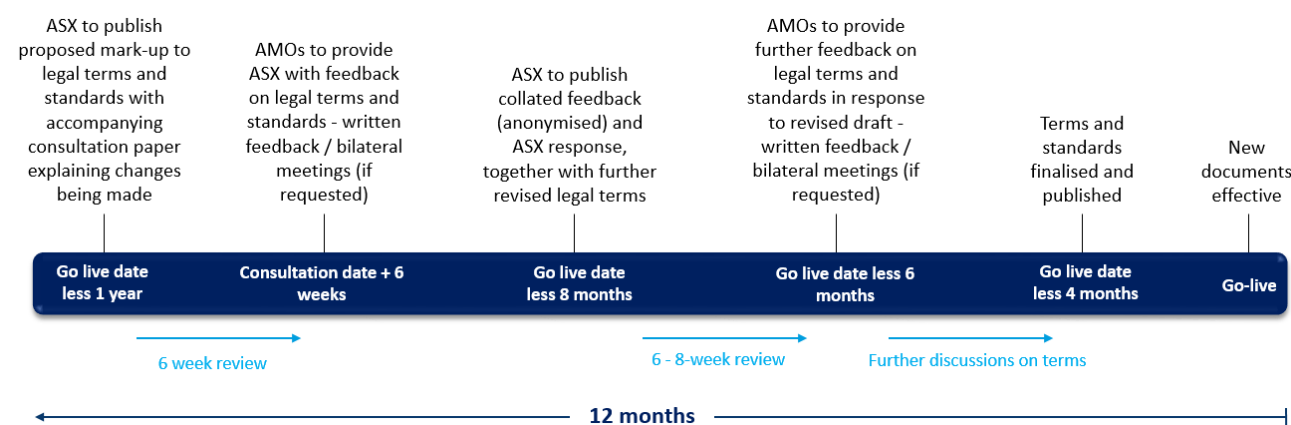 ASX to publish
proposed mark-up to
legal terms and
standards with
accompanying
consultation paper
explaining changes
being made
AMOs to provide
ASX with feedback
on legal terms and
standards - written
feedback / bilateral
meetings (if
requested)
ASX to publish
collated feedback
(anonymised) and
ASX response,
together with further
revised legal terms
AMOs to provide
further feedback on
legal terms and
standards in response
to revised draft -
written feedback /
bilateral meetings (if
requested)
Terms and
standards
finalised and
published
New
documents
effective
Go live date
less 1 year
Consultation date + 6
weeks
Go live date
less 8 months
Go live date less 6
months
Go live date
less 4 months
Go-live
6 week review
6 - 8-week review
Further discussions on terms
12 months